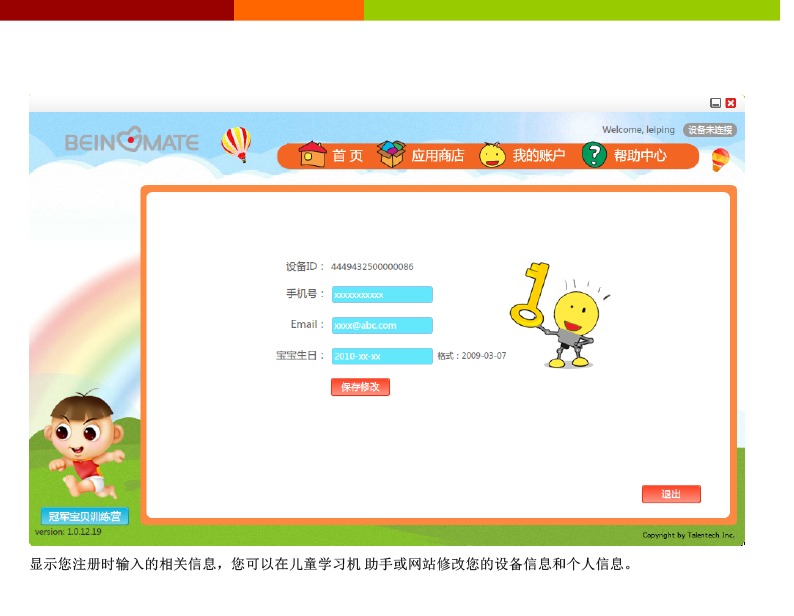 BEINMATE
Welcome, leiping 设备未连接
首页 应用商店 我的账户 ? 帮助中心
设备ID： 4449432500000086
手机号： xxxxxxxxxxx
Email： xxxx@abc.com
宝宝生日： 2010-xx-xx 格式：2009-03-07
保存修改
退出
冠军宝贝训练营
version: 1.0.12.19
Copyright by Talentech Inc.
显示您注册时输入的相关信息，您可以在儿童学习机 助手或网站修改您的设备信息和个人信息。